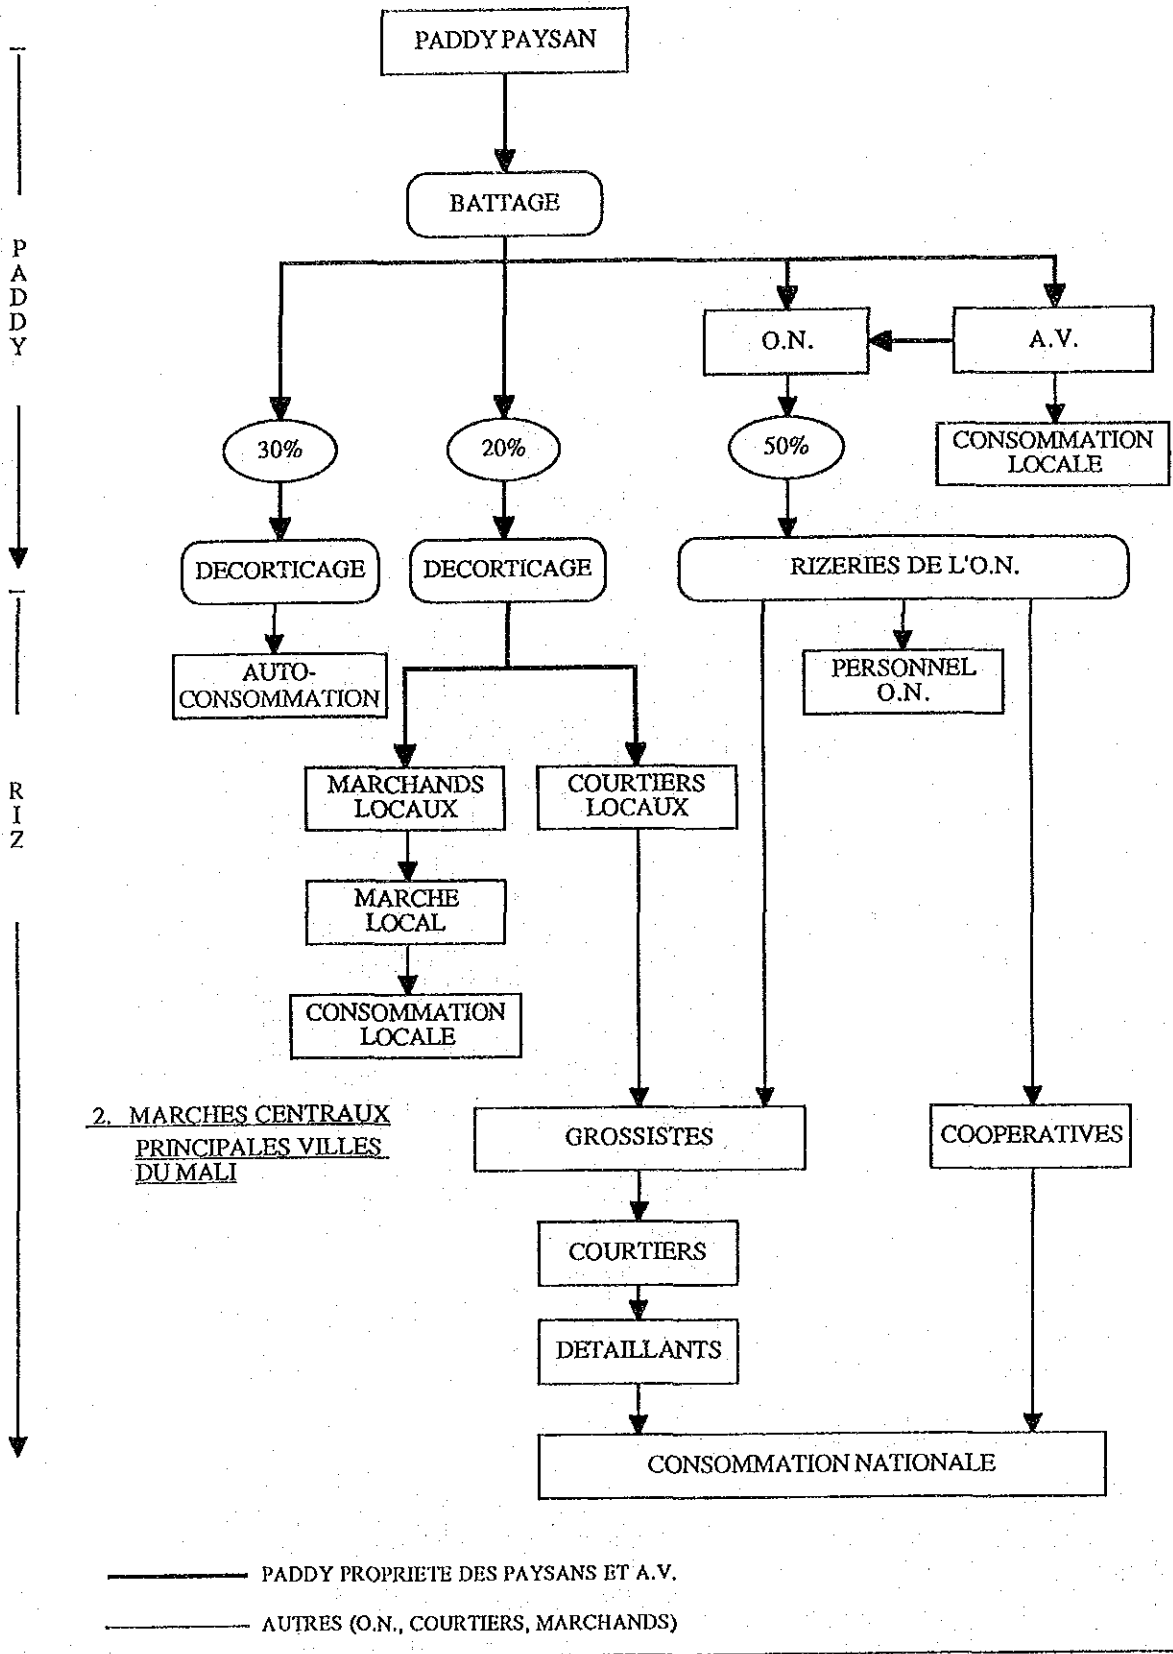 PADDY PAYSAN
BATTAGE
PADDY
O.N.
A.V.
30%
20%
50%
CONSOMMATION
LOCALE
DECORTICAGE
DECORTICAGE
RIZERIES DE L'O.N.
AUTO-
CONSOMMATION
PERSONNEL
O.N.
RIZ
MARCHANDS
LOCAUX
COURTIERS
LOCAUX
MARCHE
LOCAL
CONSOMMATION
LOCALE
2. MARCHES CENTRAUX
PRINCIPALES VILLES
DU MALI
GROSSISTES
COOPERATIVES
COURTIERS
DETAILLANTS
CONSOMMATION NATIONALE
PADDY PROPRIETE DES PAYSANS ET A.V.
AUTRES (O.N., COURTIERS, MARCHANDS)